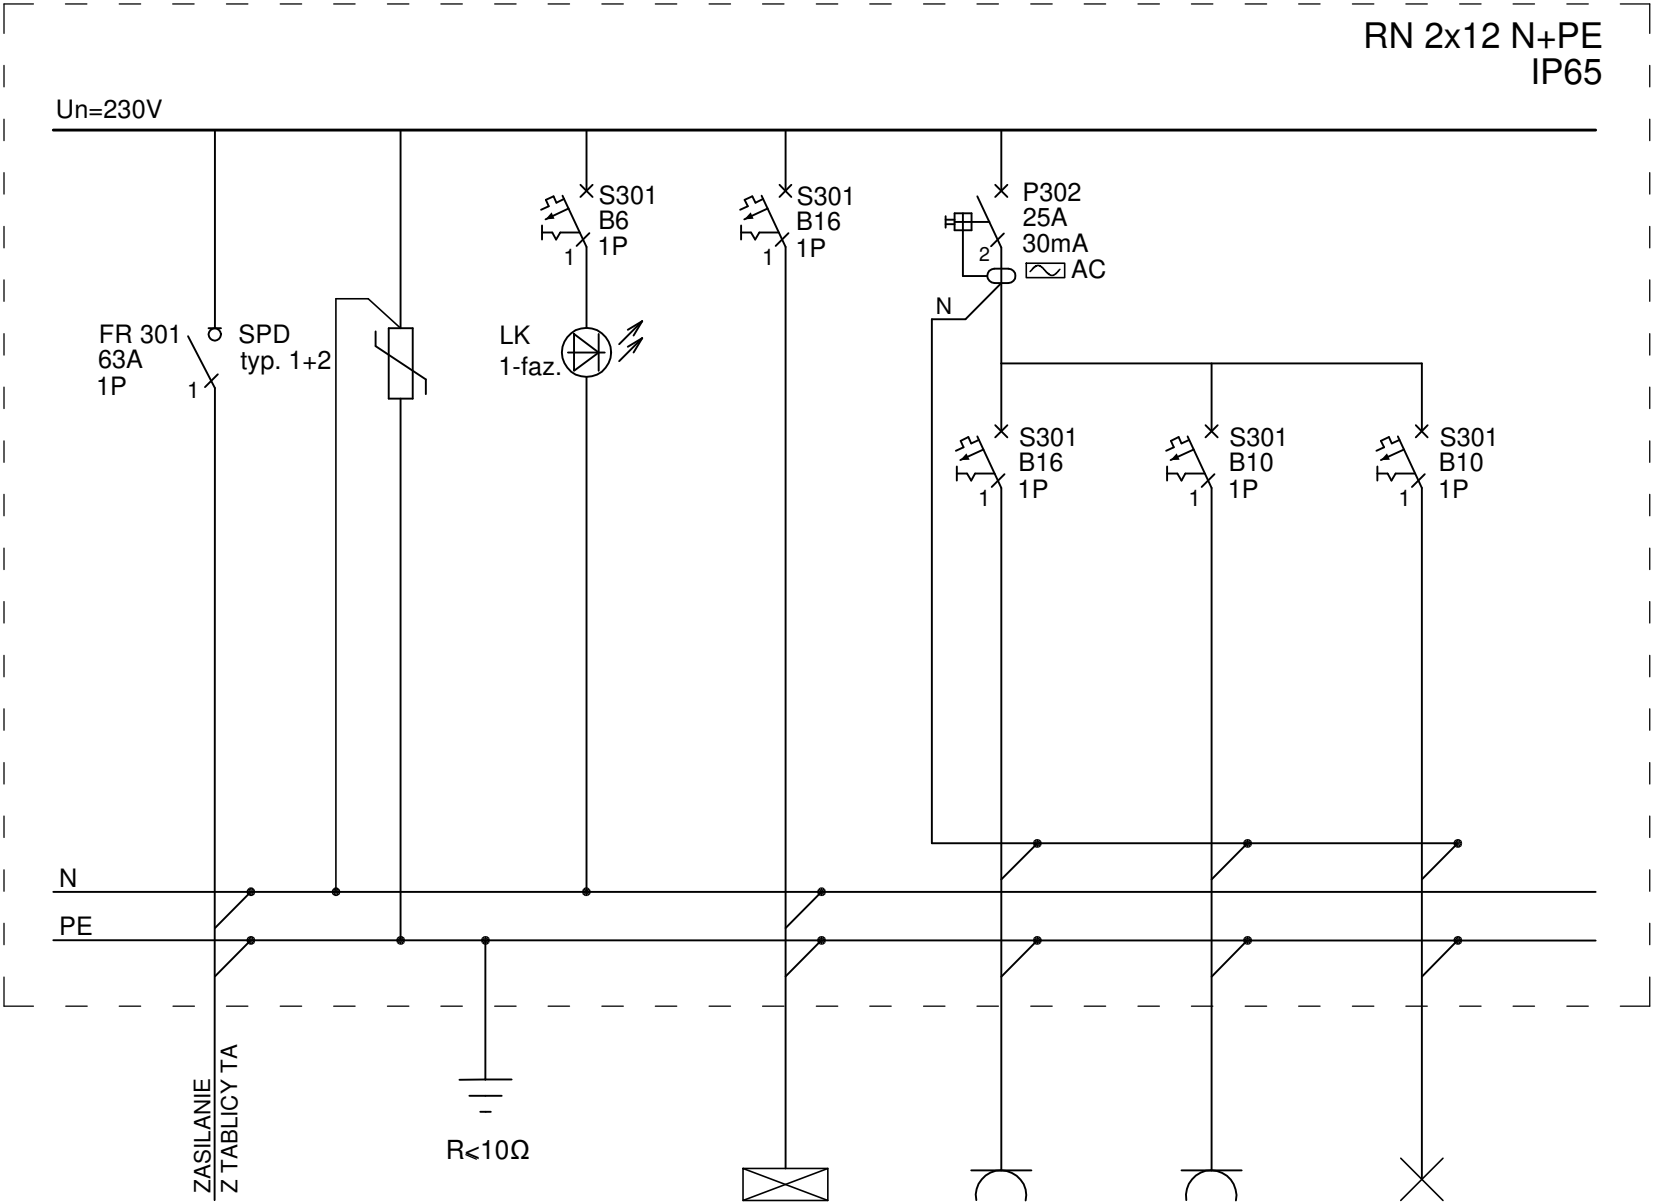 RN 2x12 N+PE
IP65
Un=230V
S301
B6
1P
1
S301
B16
1P
1
P302
25A
30mA
AC
2
N
FR 301
63A
1P
1
SPD
typ. 1+2
LK
1-faz.
S301
B16
1P
1
S301
B10
1P
1
S301
B10
1P
1
N
PE
ZASILANIE
Z TABLICY TA
R⩽10Ω